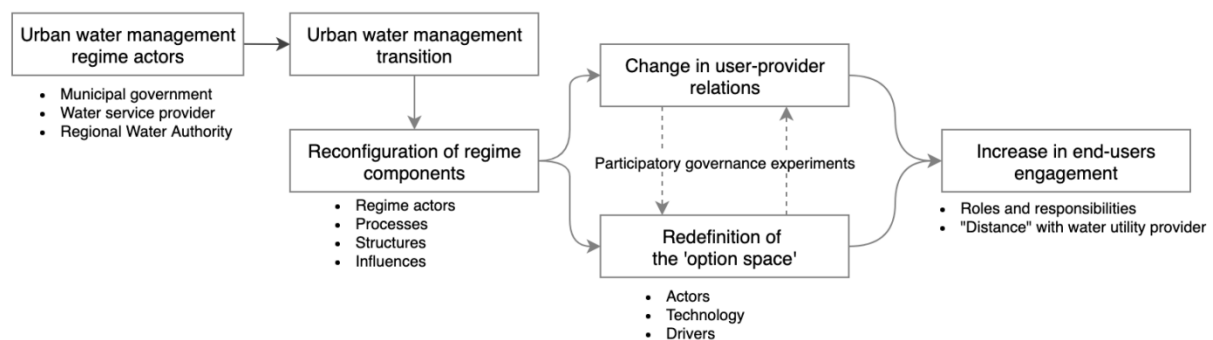 Urban water management
regime actors
• Municipal government
• Water service provider
• Regional Water Authority
Urban water management
transition
Reconfiguration of regime
components
• Regime actors
• Processes
• Structures
• Influences
Change in user-provider
relations
Participatory governance experiments
Redefinition of
the 'option space'
• Actors
• Technology
• Drivers
Increase in end-users
engagement
• Roles and responsibilities
• "Distance" with water utility provider